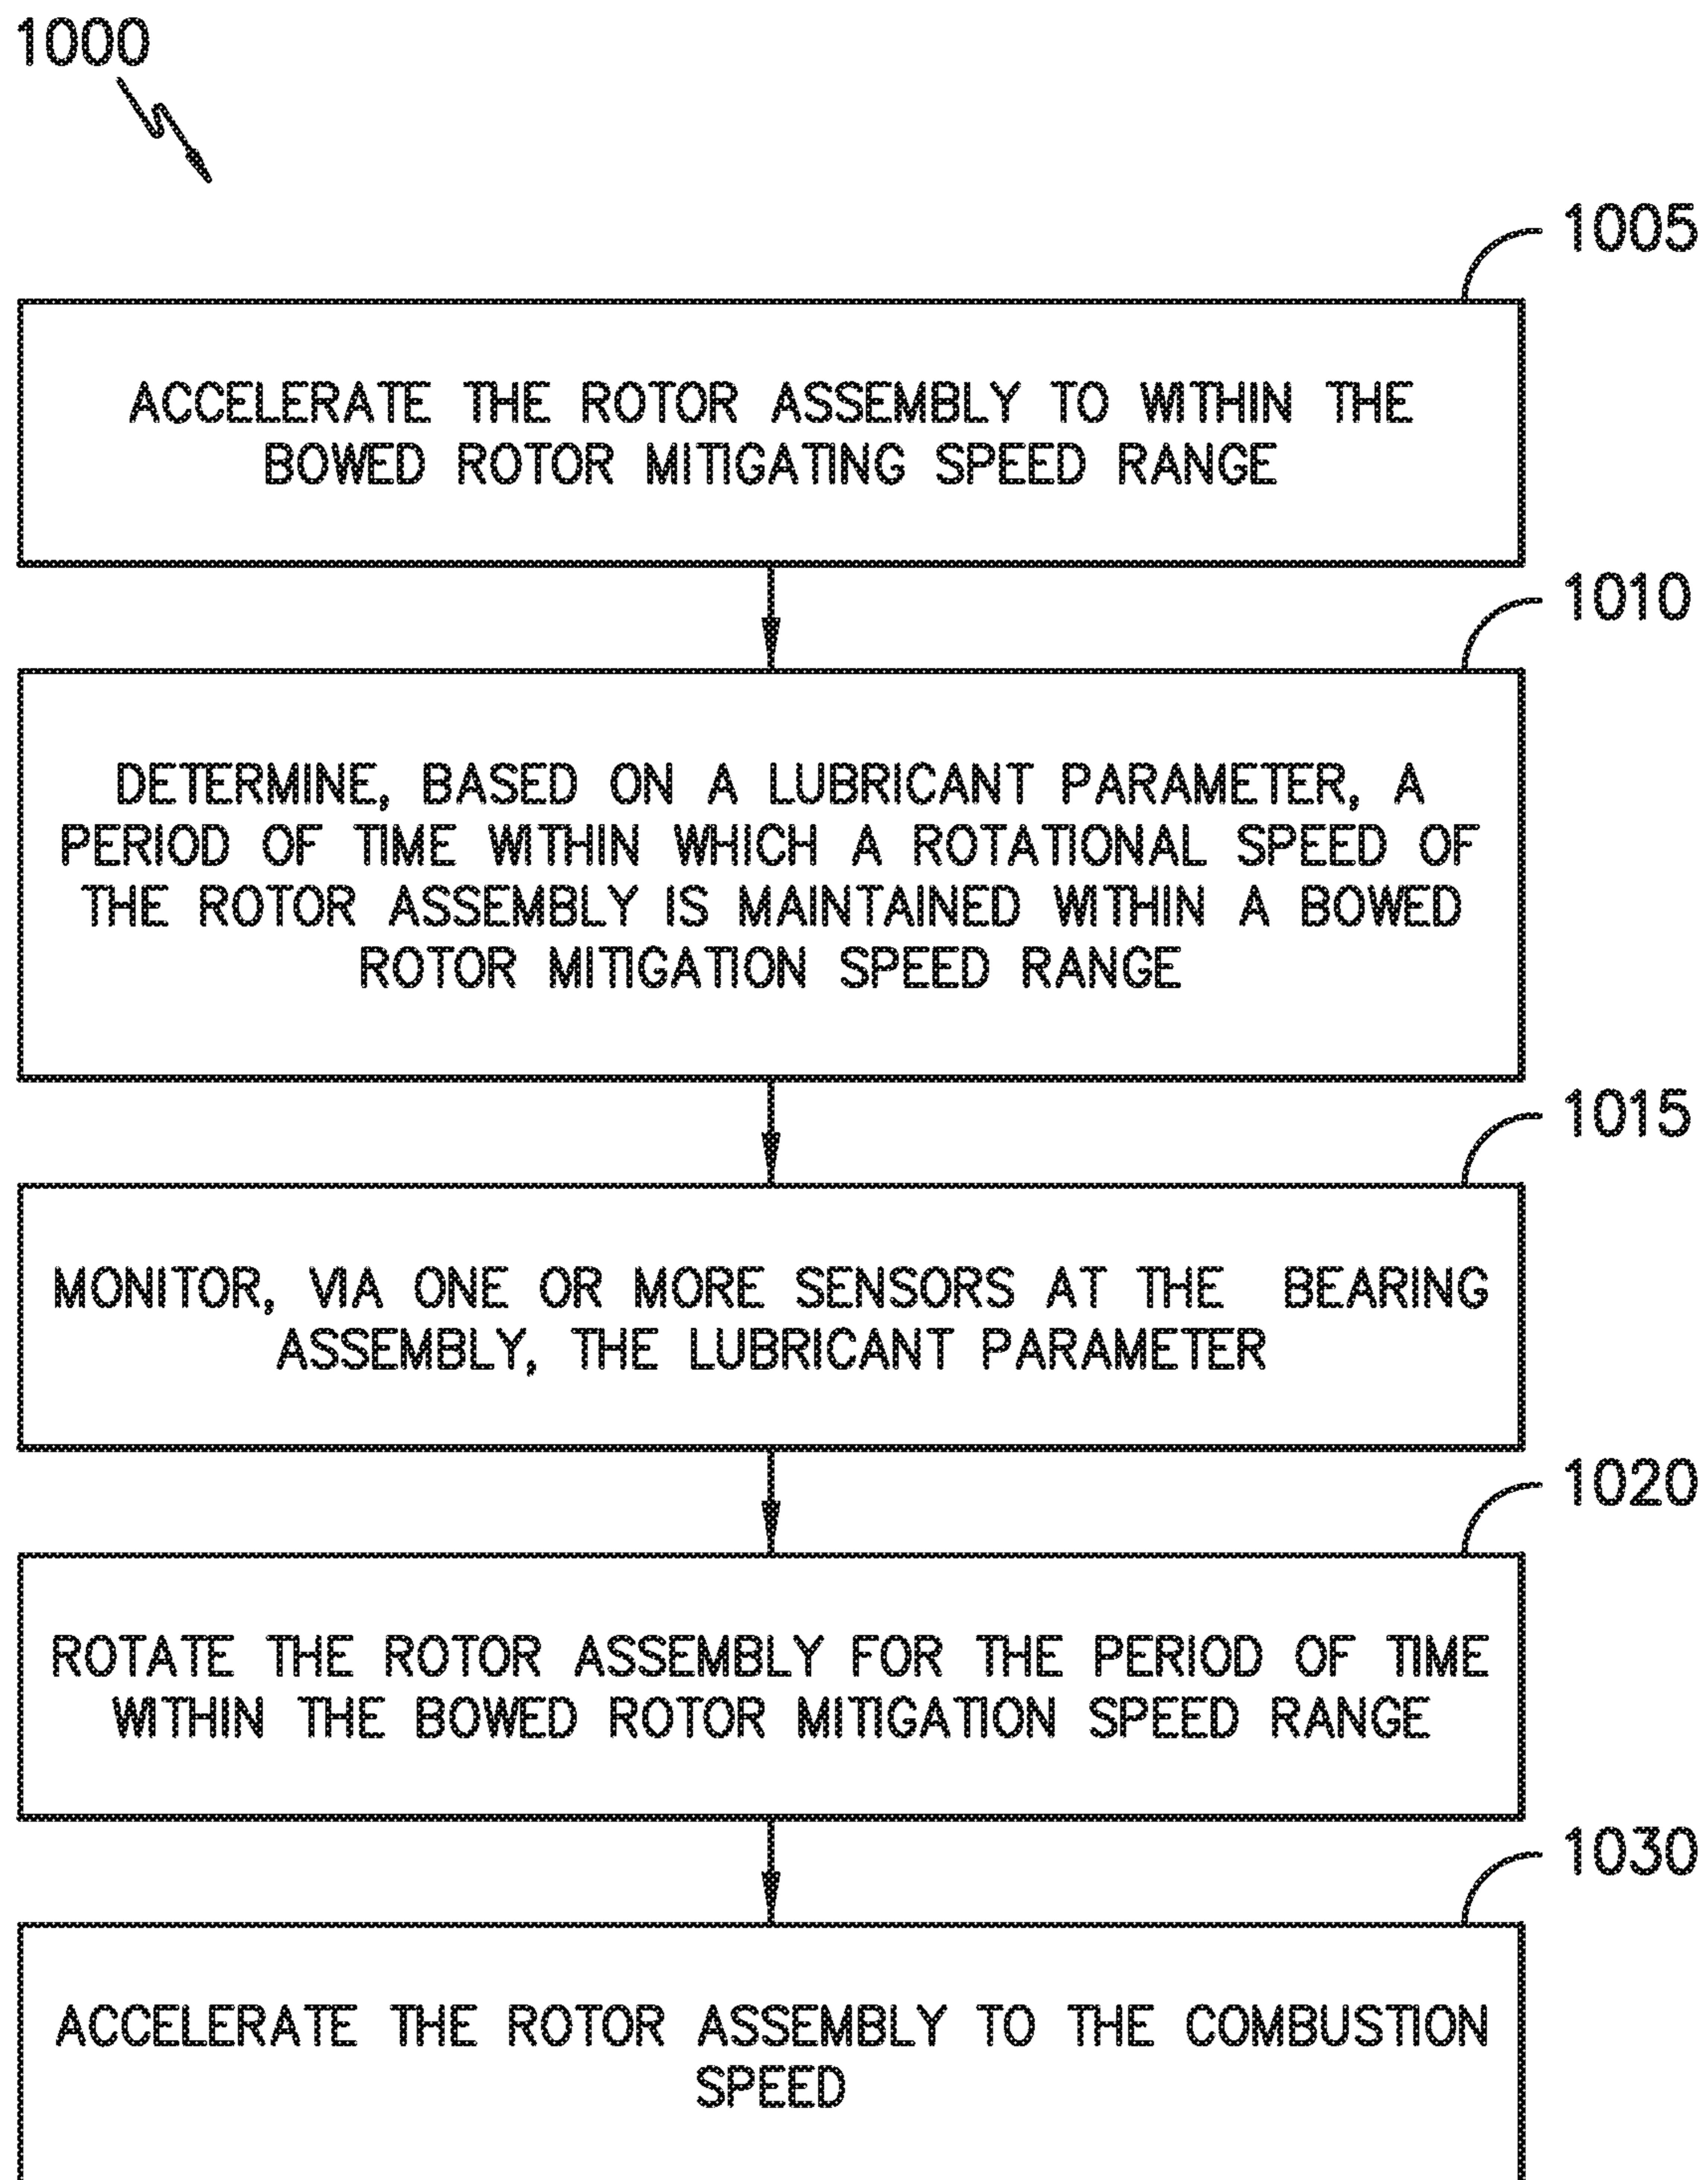 1000
1005
ACCELERATE THE ROTOR ASSEMBLY TO WITHIN THE
BOWED ROTOR MITIGATING SPEED RANGE
1010
DETERMINE, BASED ON A LUBRICANT PARAMETER, A
PERIOD OF TIME WITHIN WHICH A ROTATIONAL SPEED OF
THE ROTOR ASSEMBLY IS MAINTAINED WITHIN A BOWED
ROTOR MITIGATION SPEED RANGE
1015
MONITOR, VIA ONE OR MORE SENSORS AT THE BEARING
ASSEMBLY, THE LUBRICANT PARAMETER
1020
ROTATE THE ROTOR ASSEMBLY FOR THE PERIOD OF TIME
WITHIN THE BOWED ROTOR MITIGATION SPEED RANGE
1030
ACCELERATE THE ROTOR ASSEMBLY TO THE COMBUSTION
SPEED